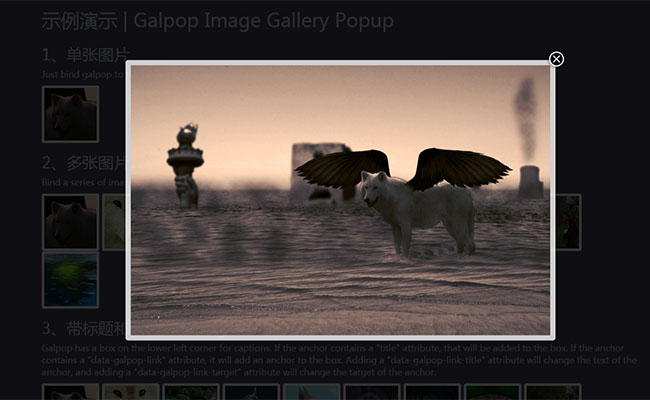 示例演示 | Galpop Image Gallery Popup
1、单张图片
Just bind galpop to
2、多张图片
Bind a series of ima
3、带标题和
Galpop has a box on the lower left corner for captions. If the anchor contains a "title" attribute, that will be added to the box. If the anchor
contains a "data-galpop-link" attribute, it will add an anchor to the box. Adding a "data-galpop-link-title" attribute will change the text of the
anchor, and adding a "data-galpop-link-target" attribute will change the target of the anchor.